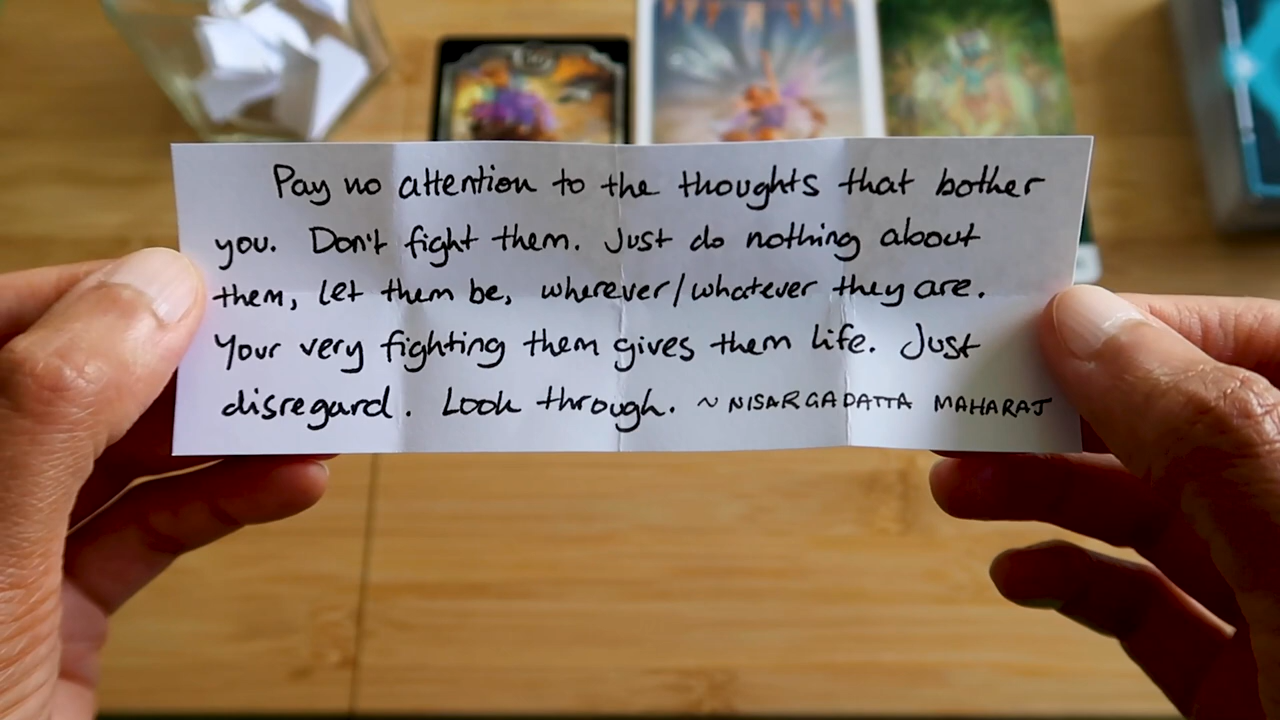 Pay no attention to the thoughts that bother
you. Don't fight them. Just do nothing about
them, let them be, wherever/whatever they are.
Your very fighting them gives them life. Just
disregard. Look through. ~ NISARGADATTA MAHARAJ